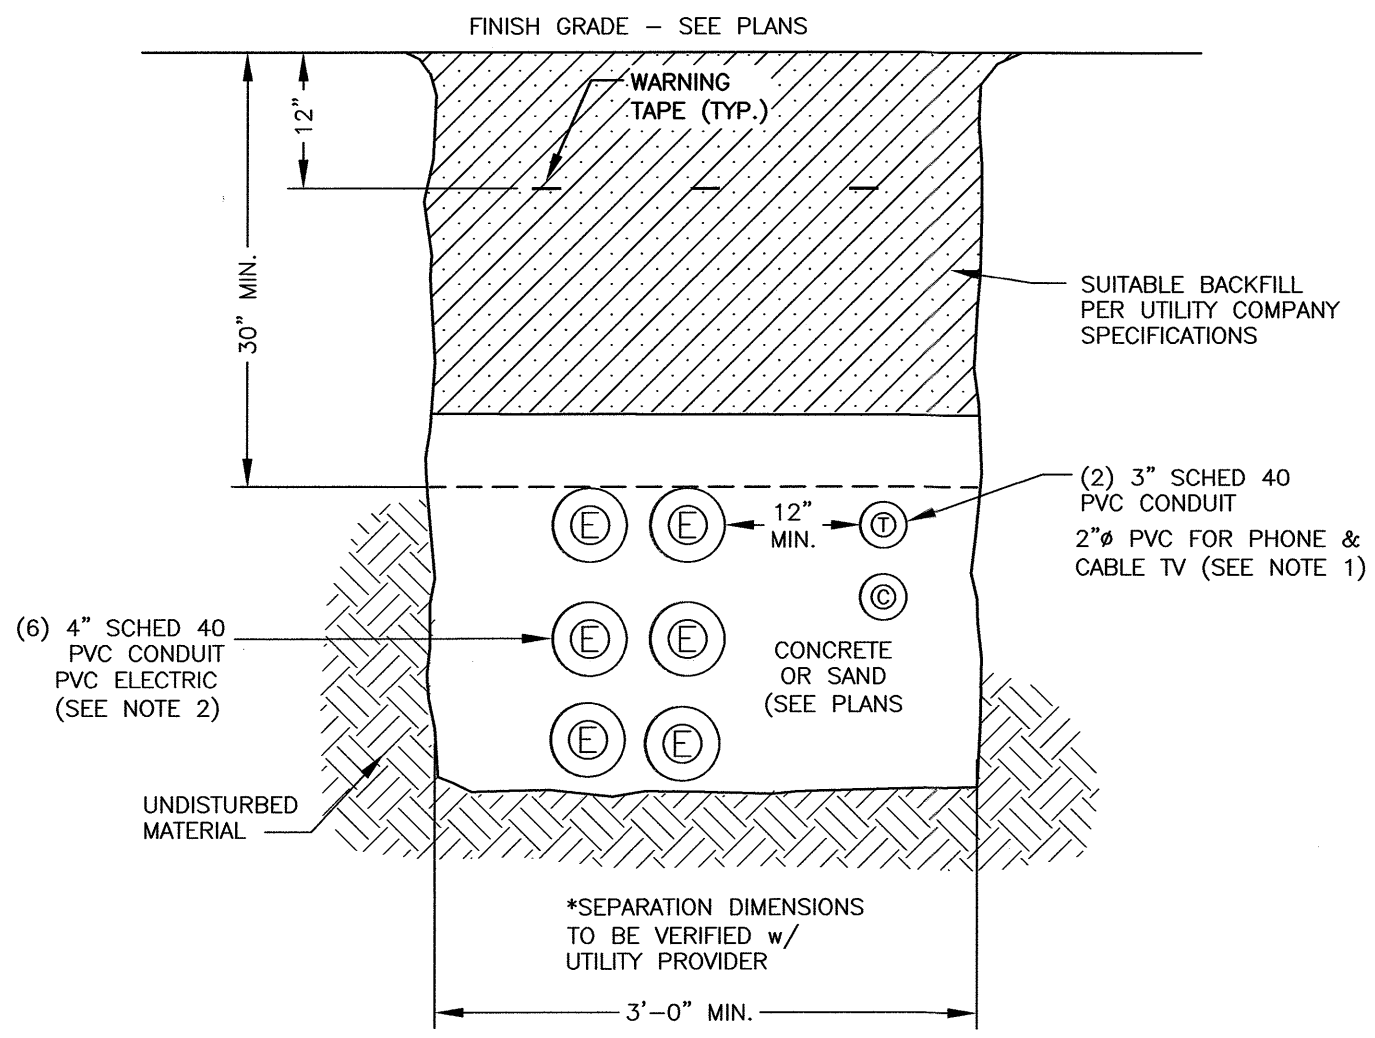 FINISH GRADE – SEE PLANS
12"
WARNING
TAPE (TYP.)
30" MIN.
SUITABLE BACKFILL
PER UTILITY COMPANY
SPECIFICATIONS
(2) 3" SCHED 40
PVC CONDUIT
2"ø PVC FOR PHONE &
CABLE TV (SEE NOTE 1)
E
E
12"
MIN.
T
C
(6) 4" SCHED 40
PVC CONDUIT
PVC ELECTRIC
(SEE NOTE 2)
E
E
CONCRETE
OR SAND
(SEE PLANS
E
E
UNDISTURBED
MATERIAL
*SEPARATION DIMENSIONS
TO BE VERIFIED w/
UTILITY PROVIDER
3'-0" MIN.